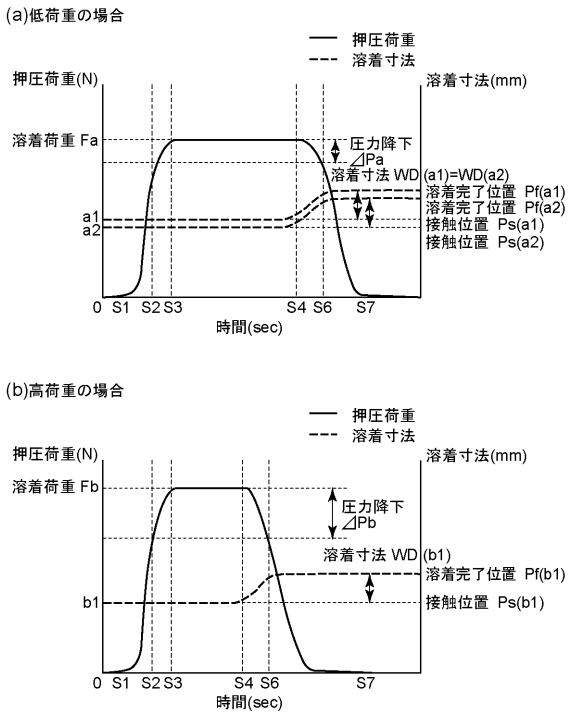 (a)低荷重の場合
押圧荷重
溶着寸法
押圧荷重(N)
溶着寸法(mm)
溶着荷重 Fa
圧力降下
⊿Pa
溶着寸法 WD(a1)=WD(a2)
溶着完了位置 Pf(a1)
溶着完了位置 Pf(a2)
a1
接触位置 Ps(a1)
a2
接触位置 Ps(a2)
0 S1 S2 S3 S4 S6 S7
時間(sec)
(b)高荷重の場合
押圧荷重
溶着寸法
押圧荷重(N)
溶着寸法(mm)
溶着荷重 Fb
圧力降下
⊿Pb
溶着寸法 WD(b1)
溶着完了位置 Pf(b1)
b1
接触位置 Ps(b1)
0 S1 S2 S3 S4 S6 S7
時間(sec)